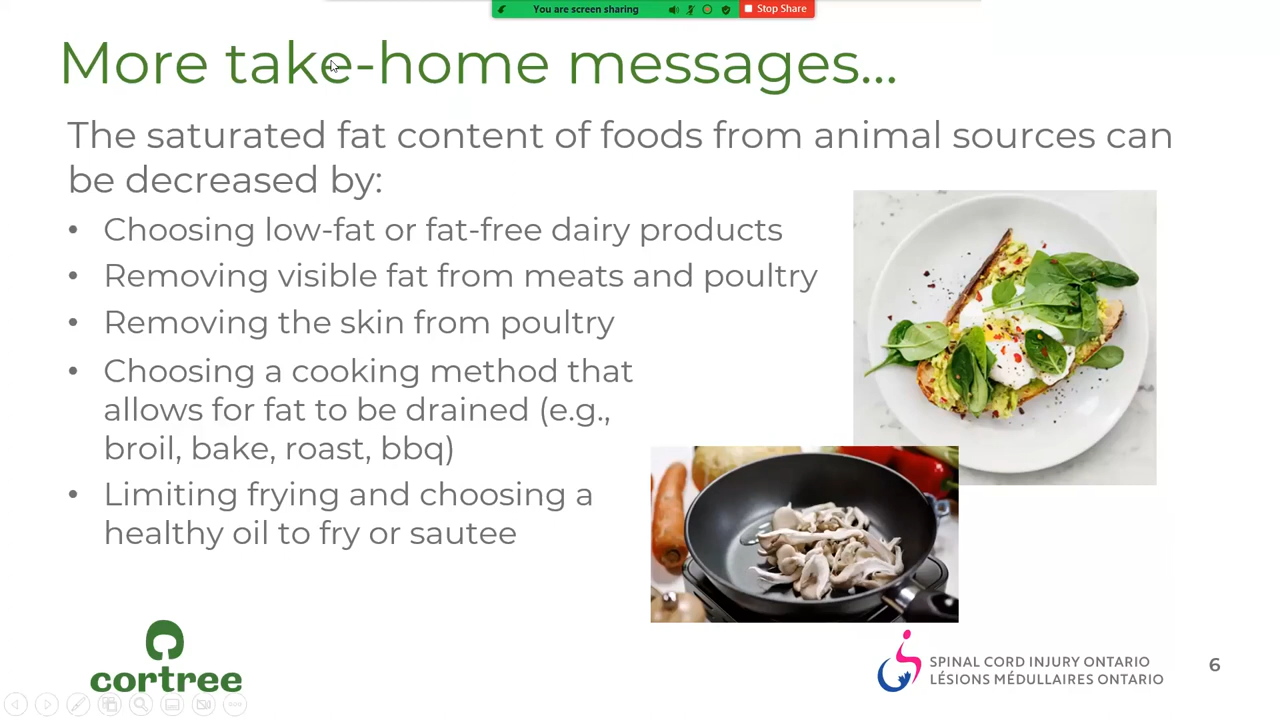 You are screen sharing
Stop Share
More take-home messages...
The saturated fat content of foods from animal sources can
be decreased by:
• Choosing low-fat or fat-free dairy products
• Removing visible fat from meats and poultry
• Removing the skin from poultry
• Choosing a cooking method that
allows for fat to be drained (e.g.,
broil, bake, roast, bbq)
• Limiting frying and choosing a
healthy oil to fry or sautee
cortree
SPINAL CORD INJURY ONTARIO
LÉSIONS MÉDULLAIRES ONTARIO
6